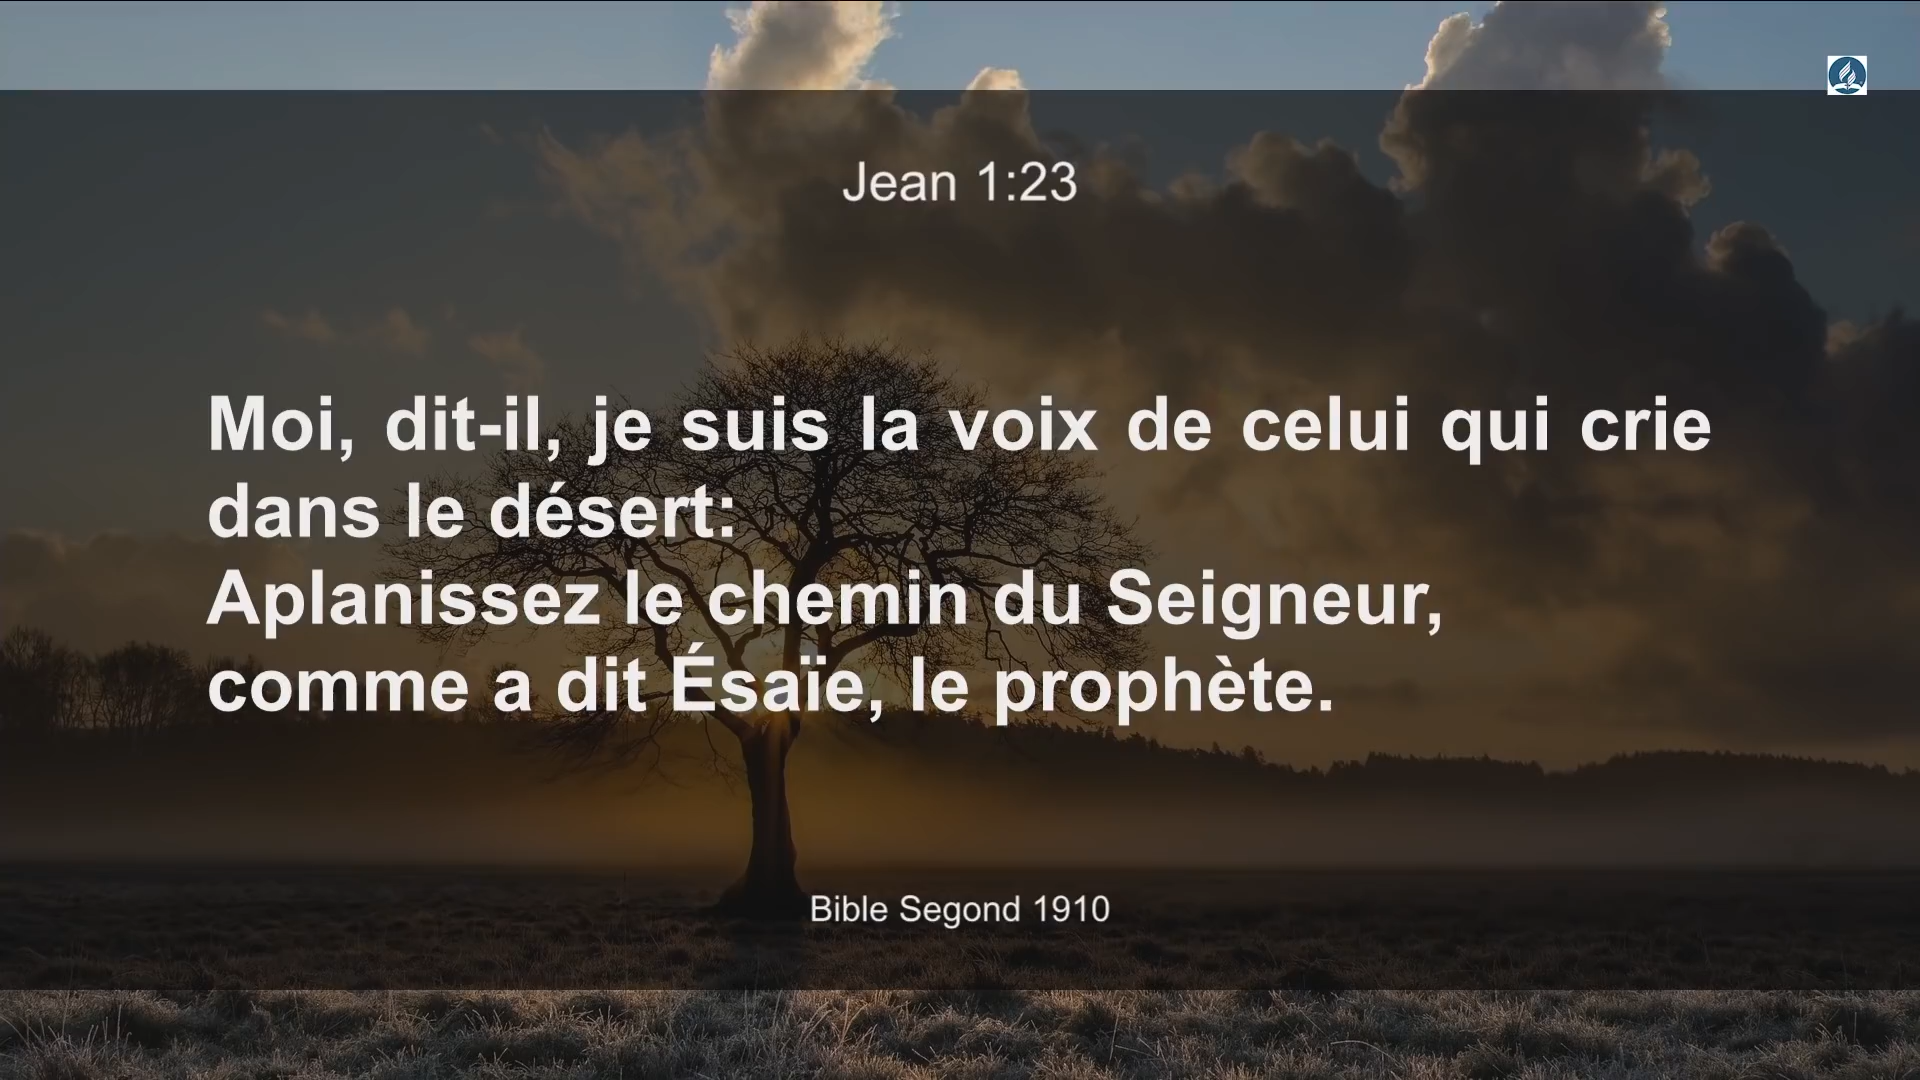 Jean 1:23
Moi, dit-il, je suis la voix de celui qui crie
dans le désert:
Aplanissez le chemin du Seigneur,
comme a dit Ésaïe, le prophète.
Bible Segond 1910